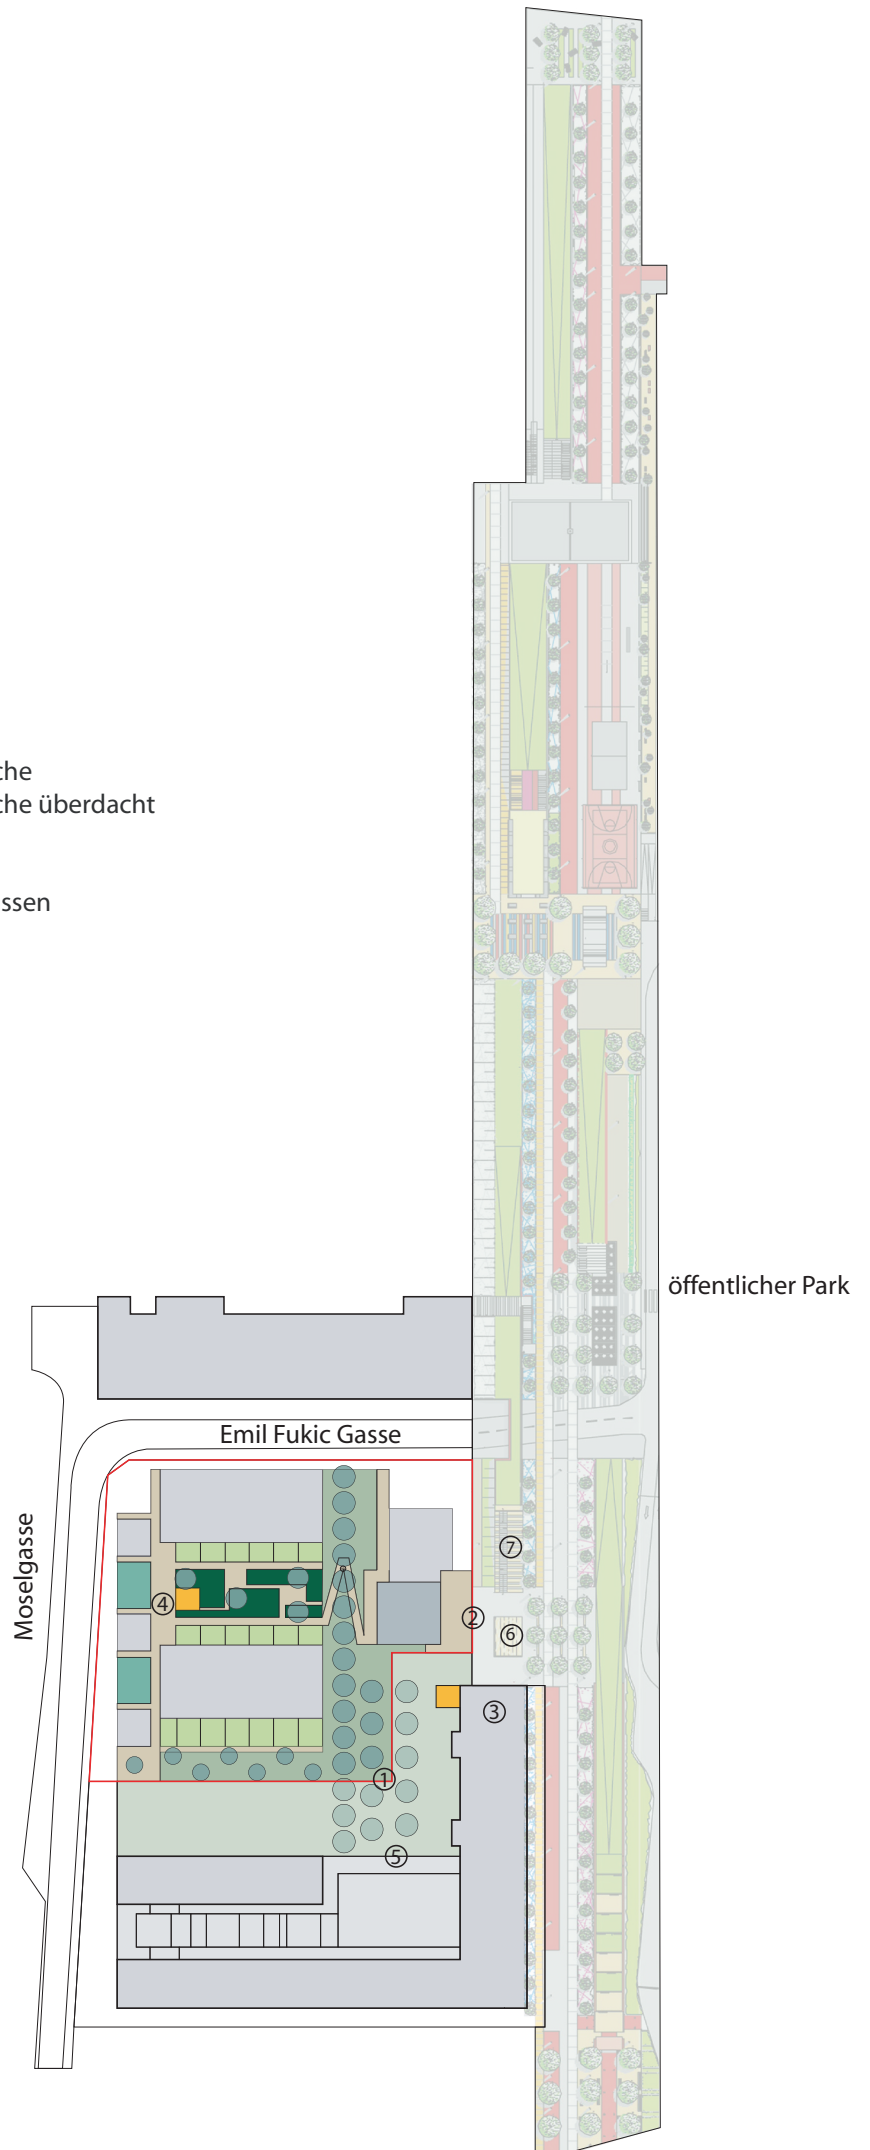 che
che überdacht
ssen
öffentlicher Park
Emil Fukic Gasse
Moselgasse
7
4
2
6
3
1
5